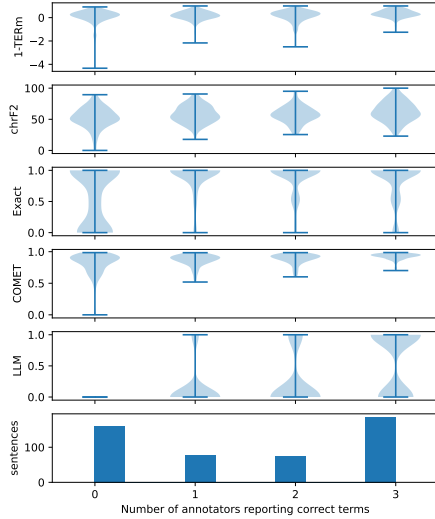 1-TERm
0
−2
−4
chrF2
100
50
0
Exact
1.0
0.5
0.0
COMET
1.0
0.5
0.0
LLM
1.0
0.5
0.0
sentences
100
0
0 1 2 3
Number of annotators reporting correct terms